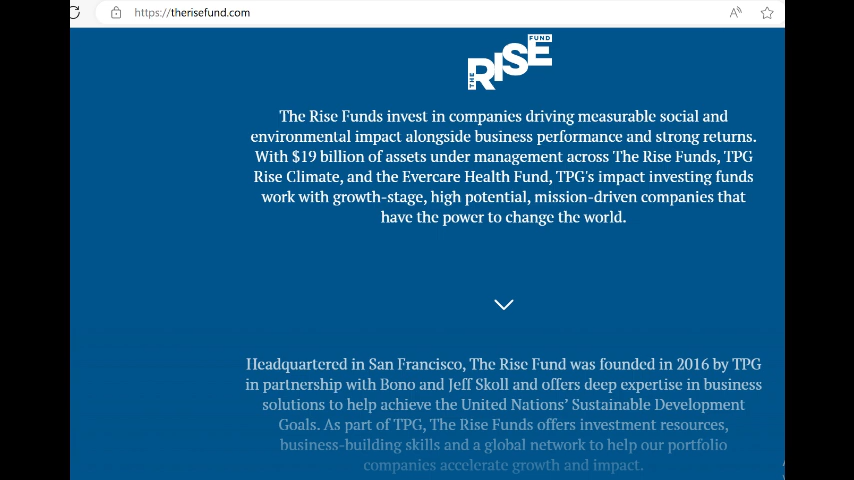 https://therisefund.com
THE RISE FUND
The Rise Funds invest in companies driving measurable social and
environmental impact alongside business performance and strong returns.
With $19 billion of assets under management across The Rise Funds, TPG
Rise Climate, and the Evercare Health Fund, TPG's impact investing funds
work with growth-stage, high potential, mission-driven companies that
have the power to change the world.
Headquartered in San Francisco, The Rise Fund was founded in 2016 by TPG
in partnership with Bono and Jeff Skoll and offers deep expertise in business
solutions to help achieve the United Nations’ Sustainable Development
Goals. As part of TPG, The Rise Funds offers investment resources,
business-building skills and a global network to help our portfolio
companies accelerate growth and impact.